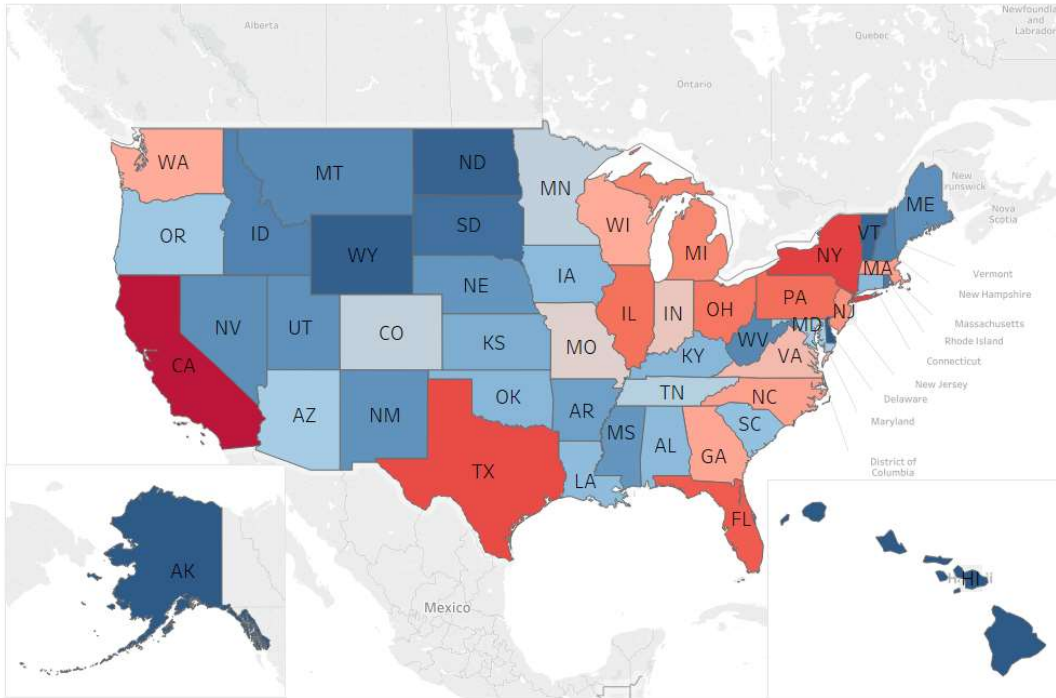 Alberta
Newfoundland
and
Labrador
Quebec
Ontario
WA
MT
ND
MN
ME
New
Brunswick
Nova
Scotia
OR
ID
SD
WI
VT
WY
MI
NY
MA
Vermont
IA
NE
New Hampshire
PA
NV
UT
IL
IN
OH
NJ
Massachusetts
CO
MD
Rhode Island
KS
MO
WV
Connecticut
CA
KY
VA
New Jersey
TN
NC
Delaware
OK
AZ
NM
AR
SC
Maryland
MS
AL
GA
District of
Columbia
TX
LA
FL
AK
HI
Mexico